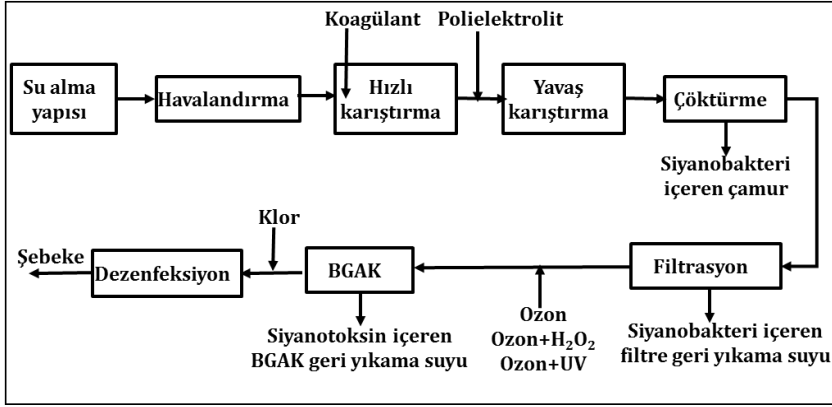 Koagülant
Polielektrolit
Su alma
yapısı
Havalandırma
Hızlı
karıştırma
Yavaş
karıştırma
Çöktürme
Siyanobakteri
içeren çamur
Şebeke
Dezenfeksiyon
Klor
BGAK
Filtrasyon
Siyanotoksin içeren
BGAK geri yıkama suyu
Ozon
Ozon+H₂O₂
Ozon+UV
Siyanobakteri içeren
filtre geri yıkama suyu